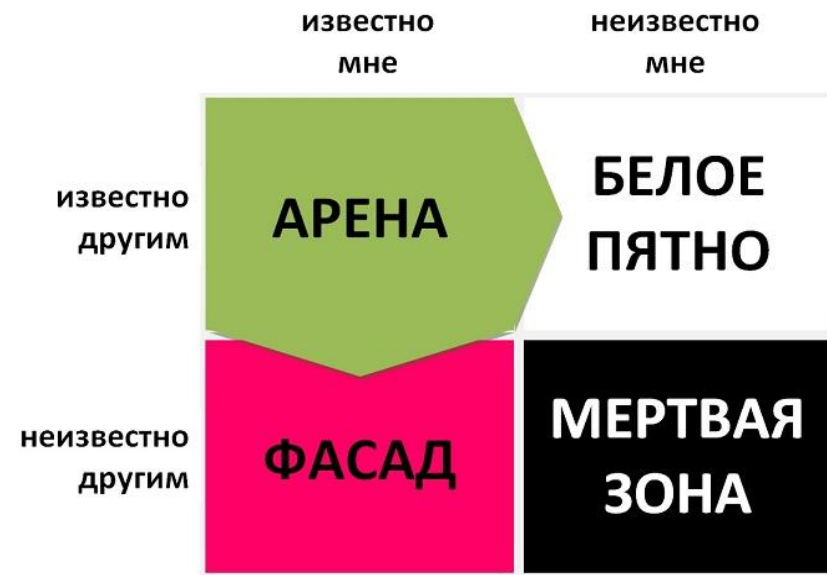 известно
мне
неизвестно
мне
известно
другим
АРЕНА
БЕЛОЕ
ПЯТНО
неизвестно
другим
ФАСАД
МЕРТВАЯ
ЗОНА